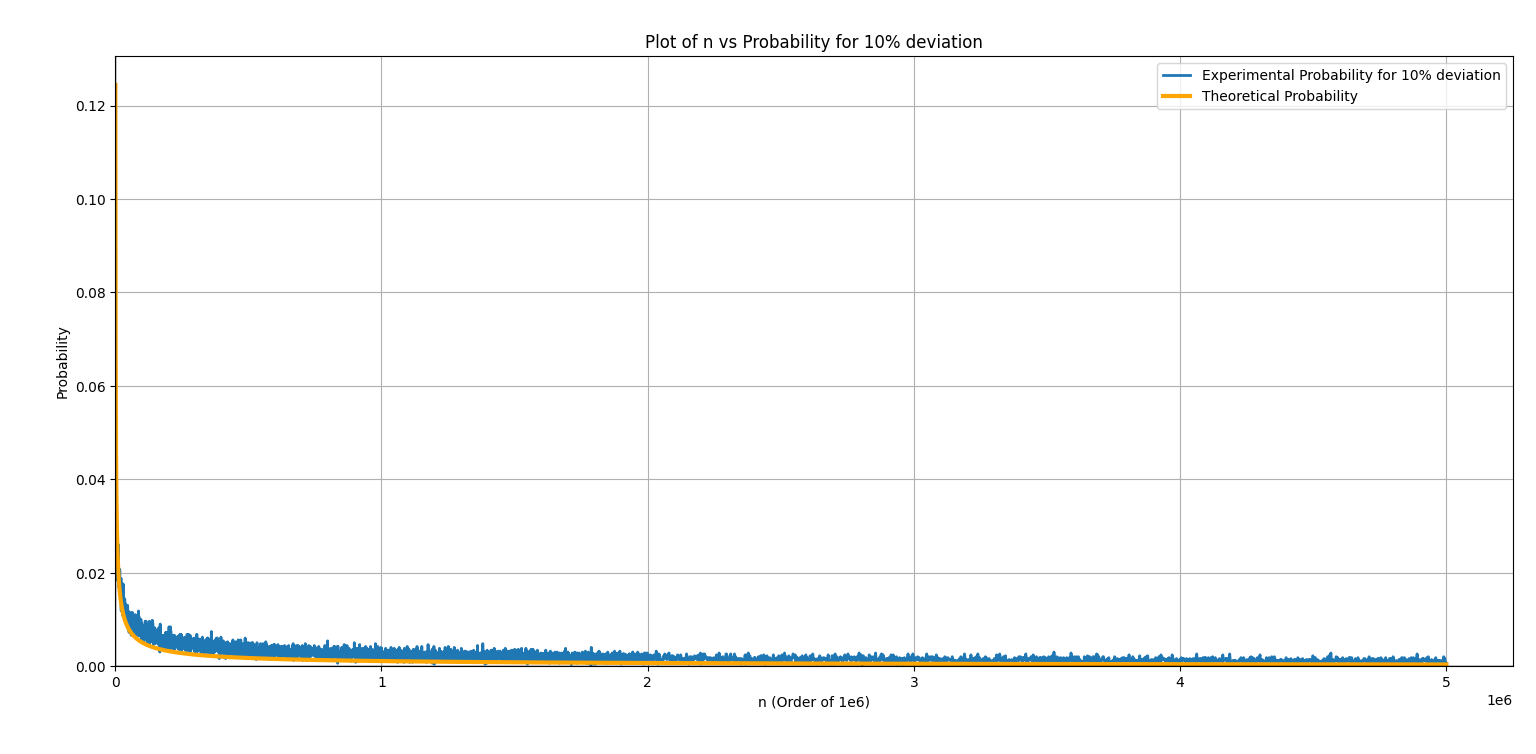 Plot of n vs Probability for 10% deviation
Experimental Probability for 10% deviation
Theoretical Probability
0.12
0.10
0.08
0.06
0.04
0.02
0.00
Probability
0 1 2 3 4 5
1e6
n (Order of 1e6)